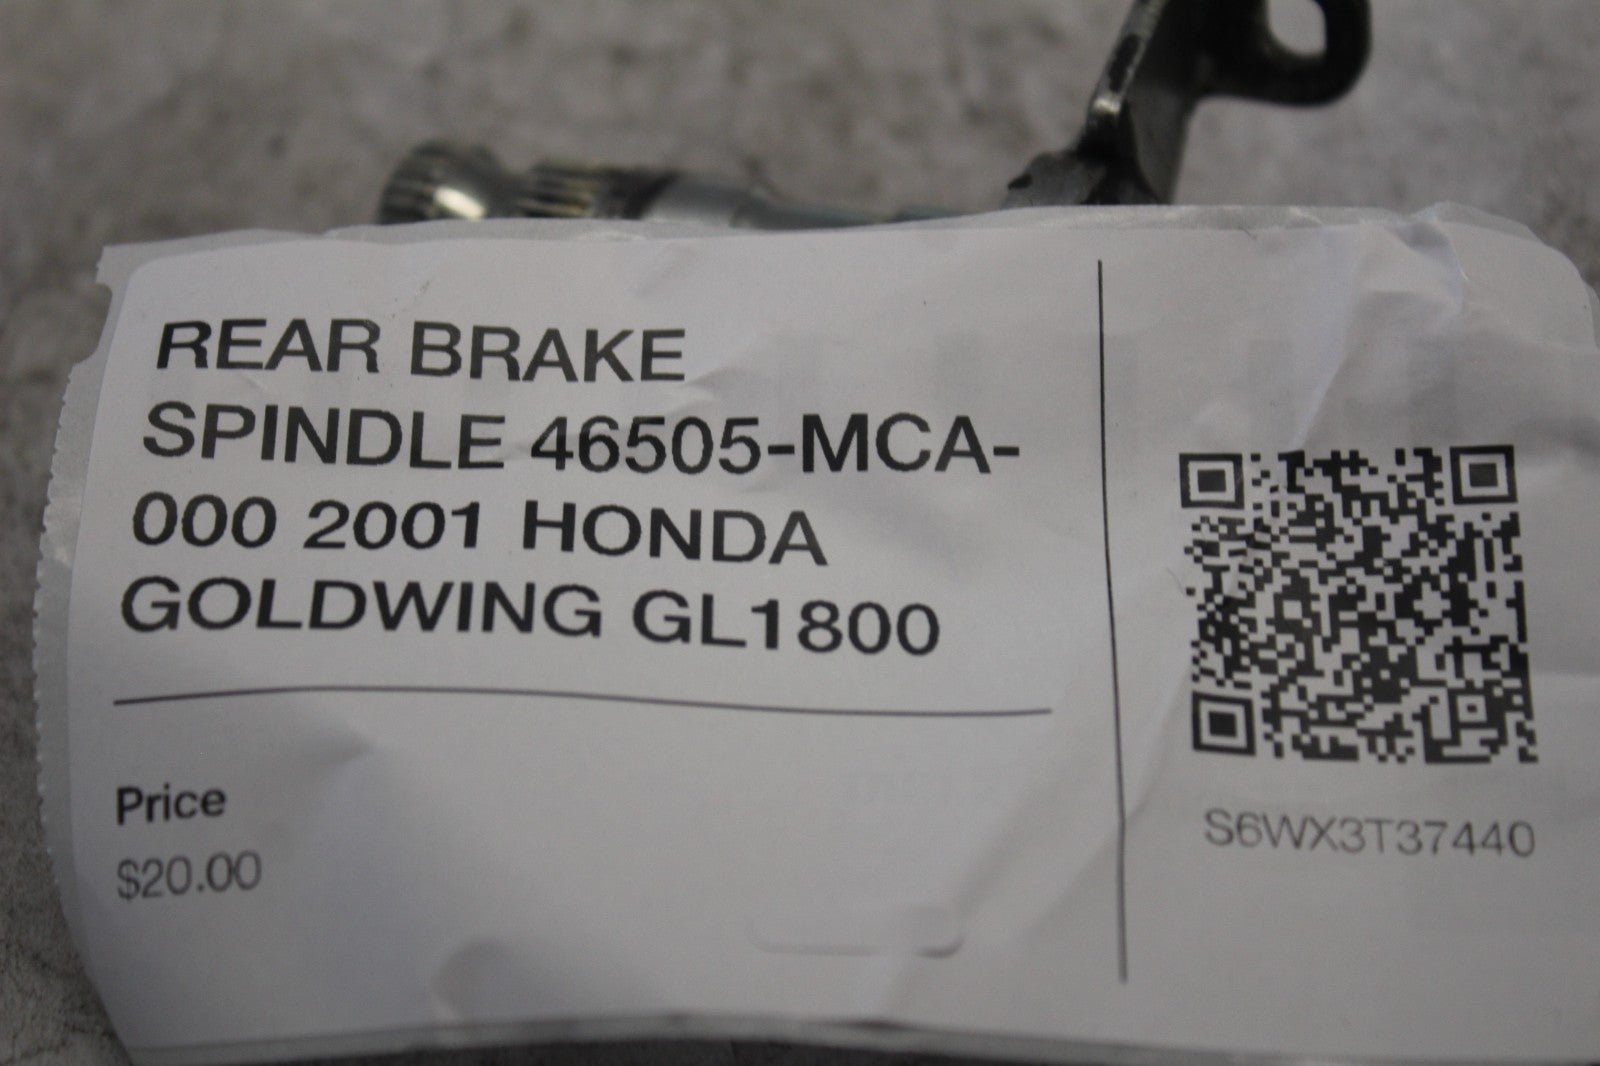 REAR BRAKE
SPINDLE 46505-MCA-
000 2001 HONDA
GOLDWING GL1800
Price
$20.00
S6WX3T37440